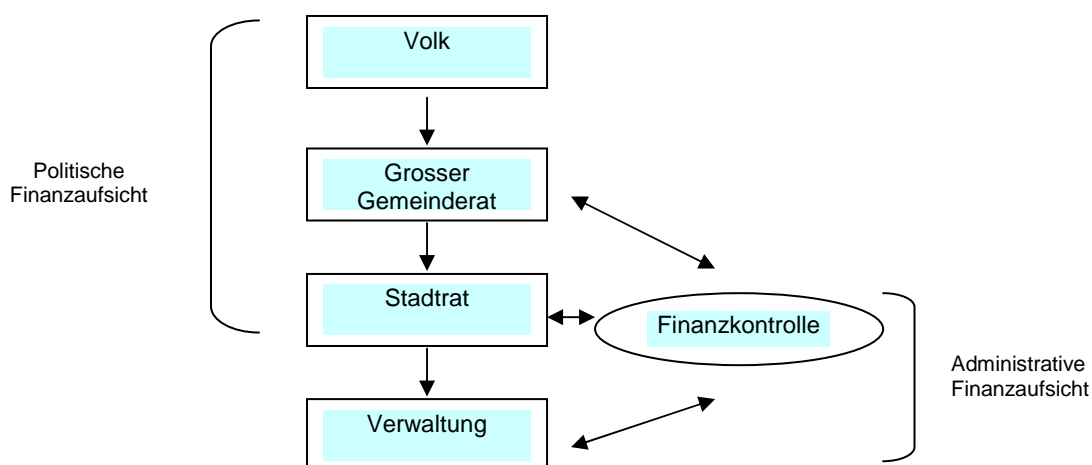 Volk
Politische
Finanzaufsicht
Grosser
Gemeinderat
Stadtrat
Finanzkontrolle
Administrative
Finanzaufsicht
Verwaltung